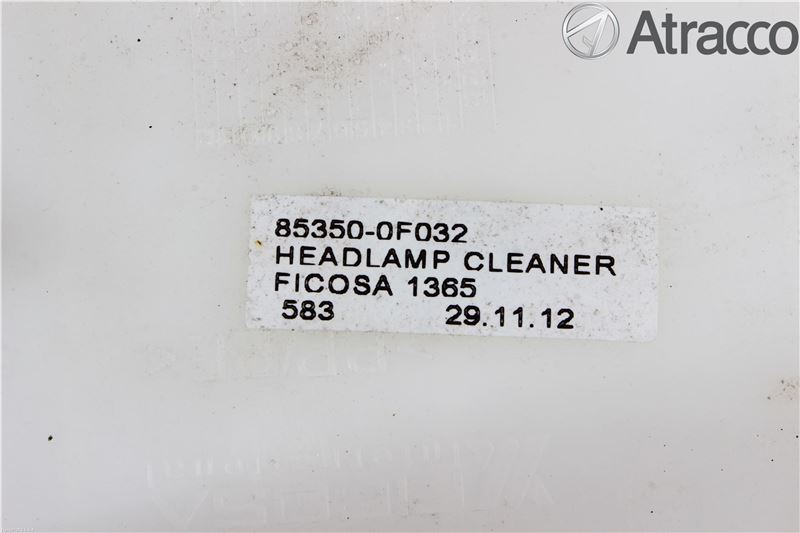 Atracco
85350-0F032
HEADLAMP CLEANER
FICOSA 1365
583 29.11.12